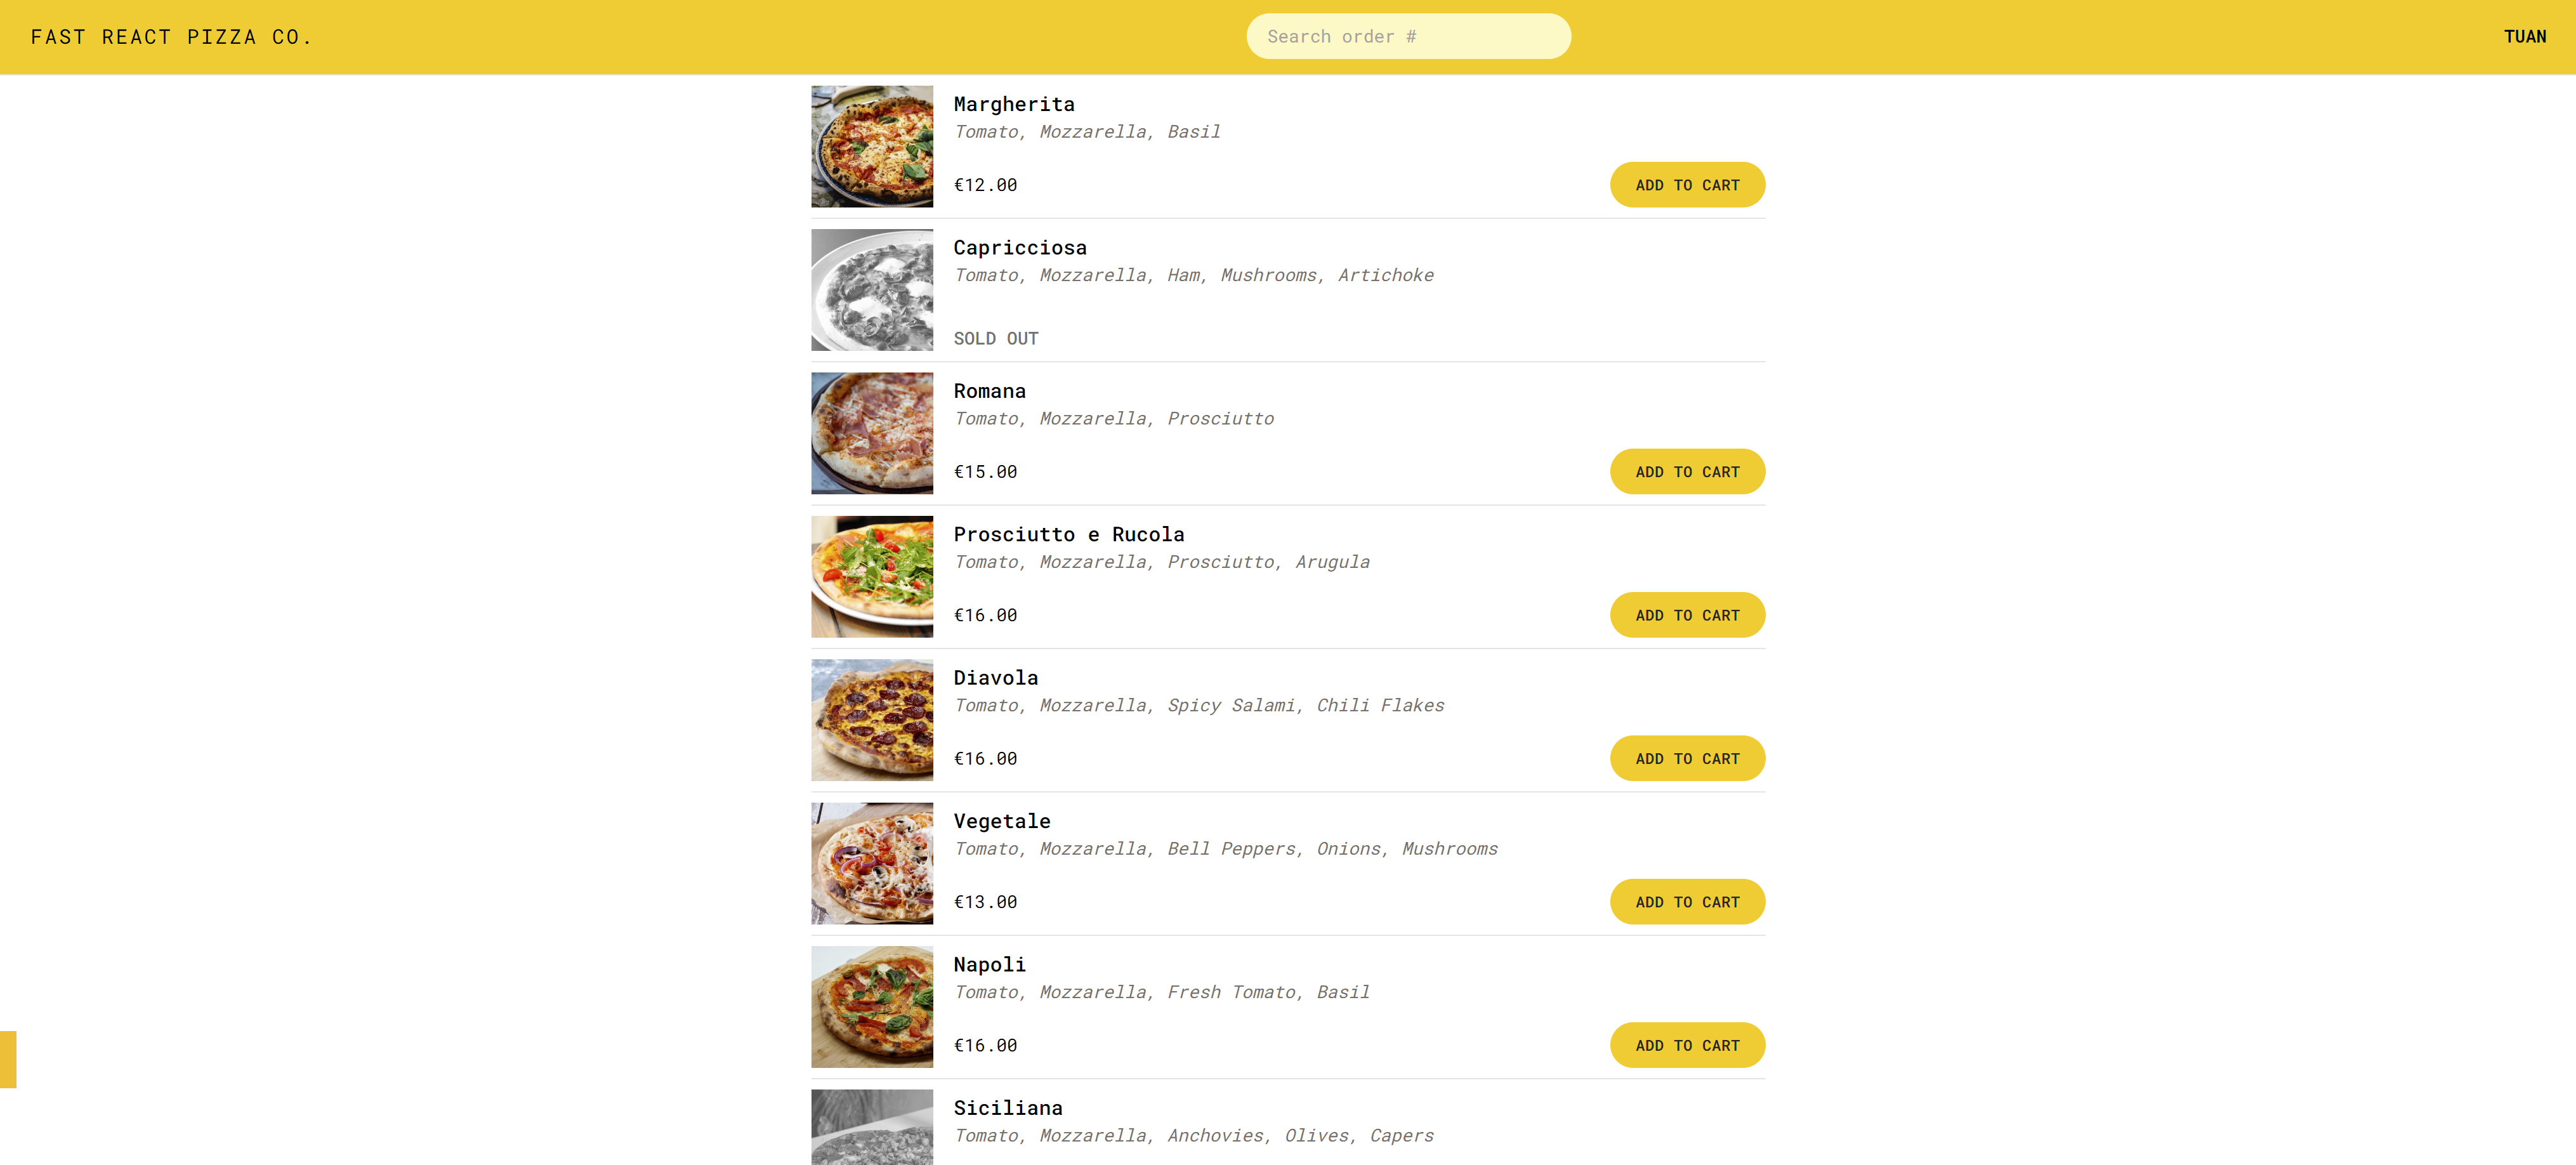 FAST REACT PIZZA CO.
Search order #
TUAN
Margherita
Tomato, Mozzarella, Basil
€12.00
ADD TO CART
Capricciosa
Tomato, Mozzarella, Ham, Mushrooms, Artichoke
SOLD OUT
Romana
Tomato, Mozzarella, Prosciutto
€15.00
ADD TO CART
Prosciutto e Rucola
Tomato, Mozzarella, Prosciutto, Arugula
€16.00
ADD TO CART
Diavola
Tomato, Mozzarella, Spicy Salami, Chili Flakes
€16.00
ADD TO CART
Vegetale
Tomato, Mozzarella, Bell Peppers, Onions, Mushrooms
€13.00
ADD TO CART
Napoli
Tomato, Mozzarella, Fresh Tomato, Basil
€16.00
ADD TO CART
Siciliana
Tomato, Mozzarella, Anchovies, Olives, Capers